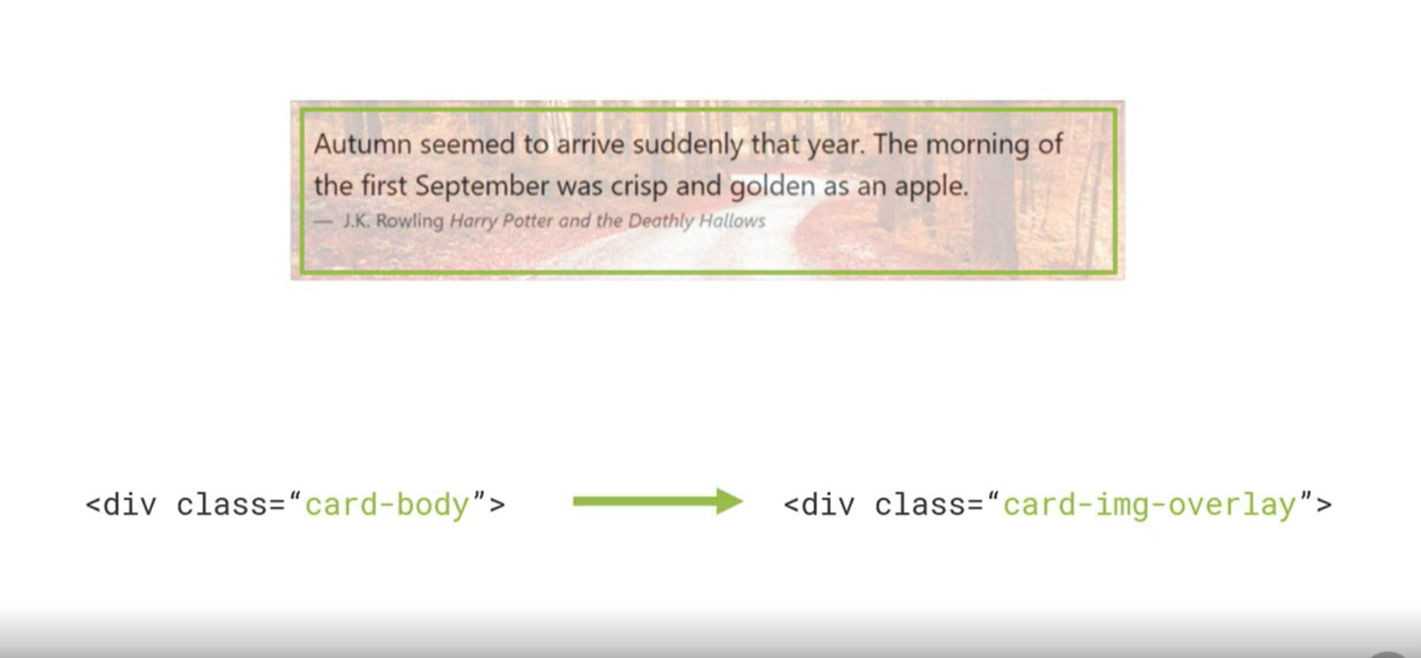 Autumn seemed to arrive suddenly that year. The morning of
the first September was crisp and golden as an apple.
— J.K. Rowling Harry Potter and the Deathly Hallows
<div class=“card-body”>
<div class=“card-img-overlay”>